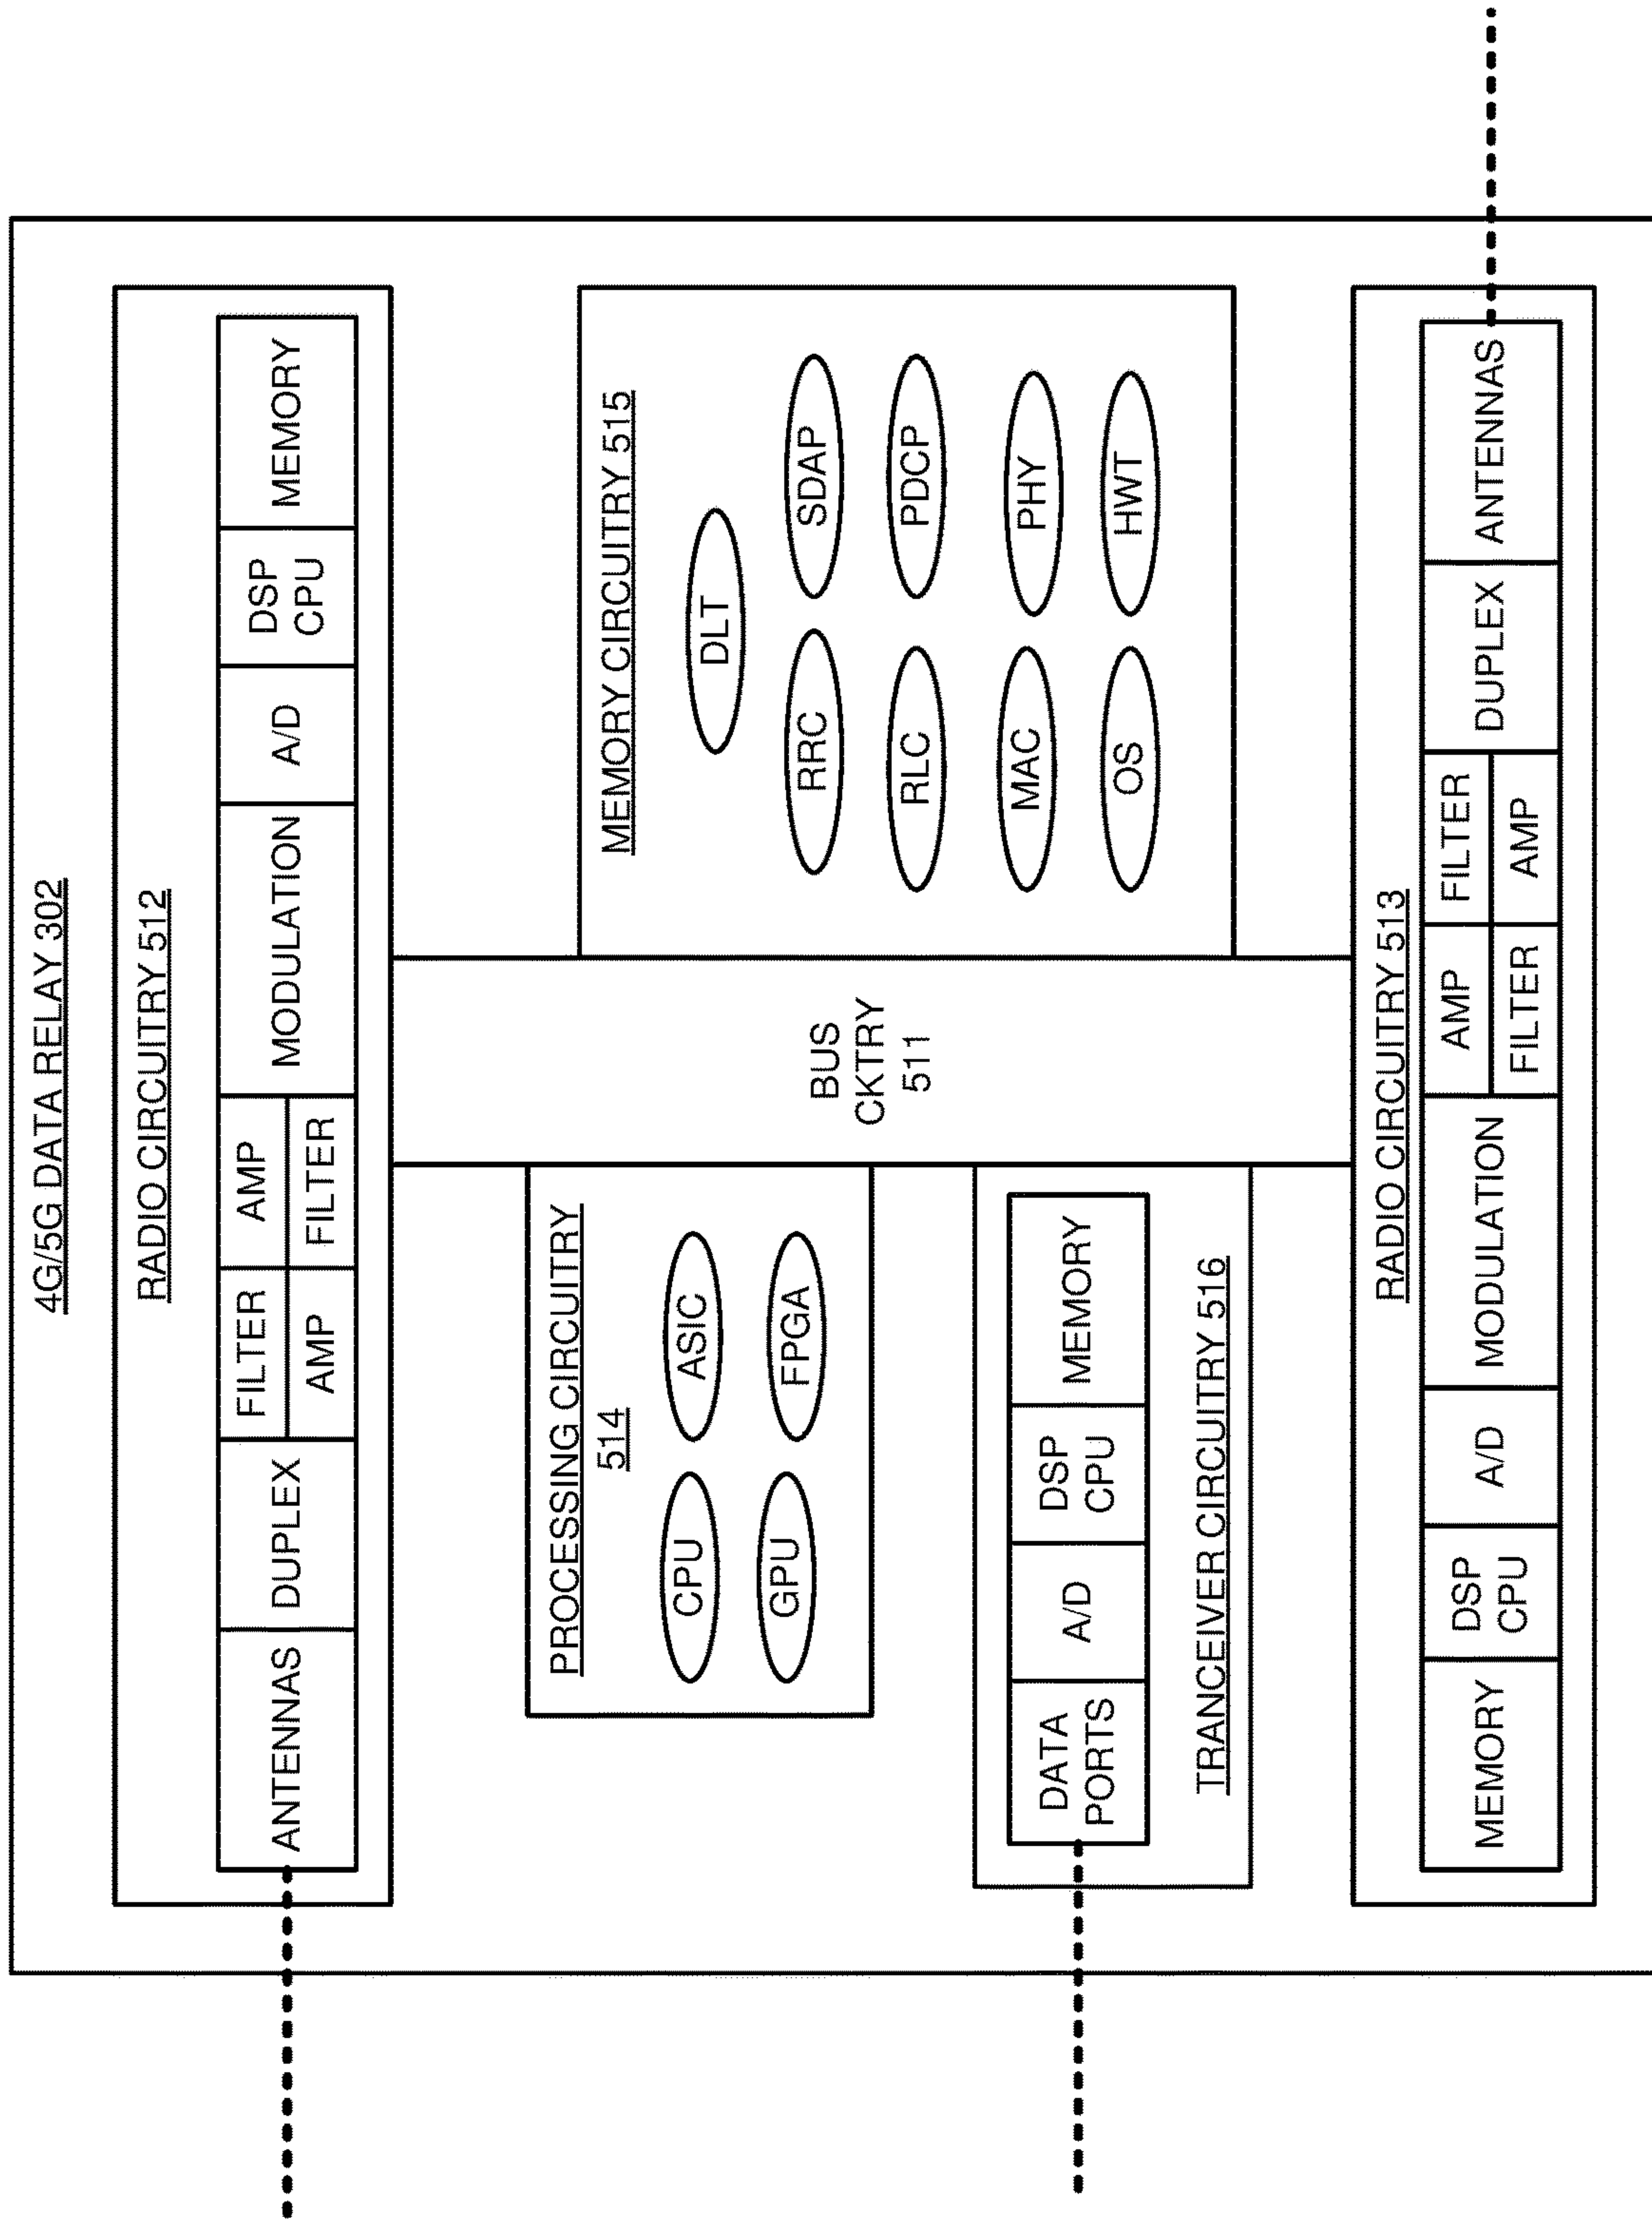 4G/5G DATA RELAY 302
RADIO CIRCUITRY 512
ANTENNAS
DUPLEX
FILTER
AMP
AMP
FILTER
MODULATION
A/D
DSP
CPU
MEMORY
PROCESSING CIRCUITRY
514
CPU
ASIC
GPU
FPGA
BUS
CKTRY
511
MEMORY CIRCUITRY 515
DLT
RRC
SDAP
RLC
PDCP
MAC
PHY
OS
HWT
DATA
PORTS
A/D
DSP
CPU
MEMORY
TRANCEIVER CIRCUITRY 516
RADIO CIRCUITRY 513
MEMORY
DSP
CPU
A/D
MODULATION
AMP
FILTER
FILTER
AMP
DUPLEX
ANTENNAS